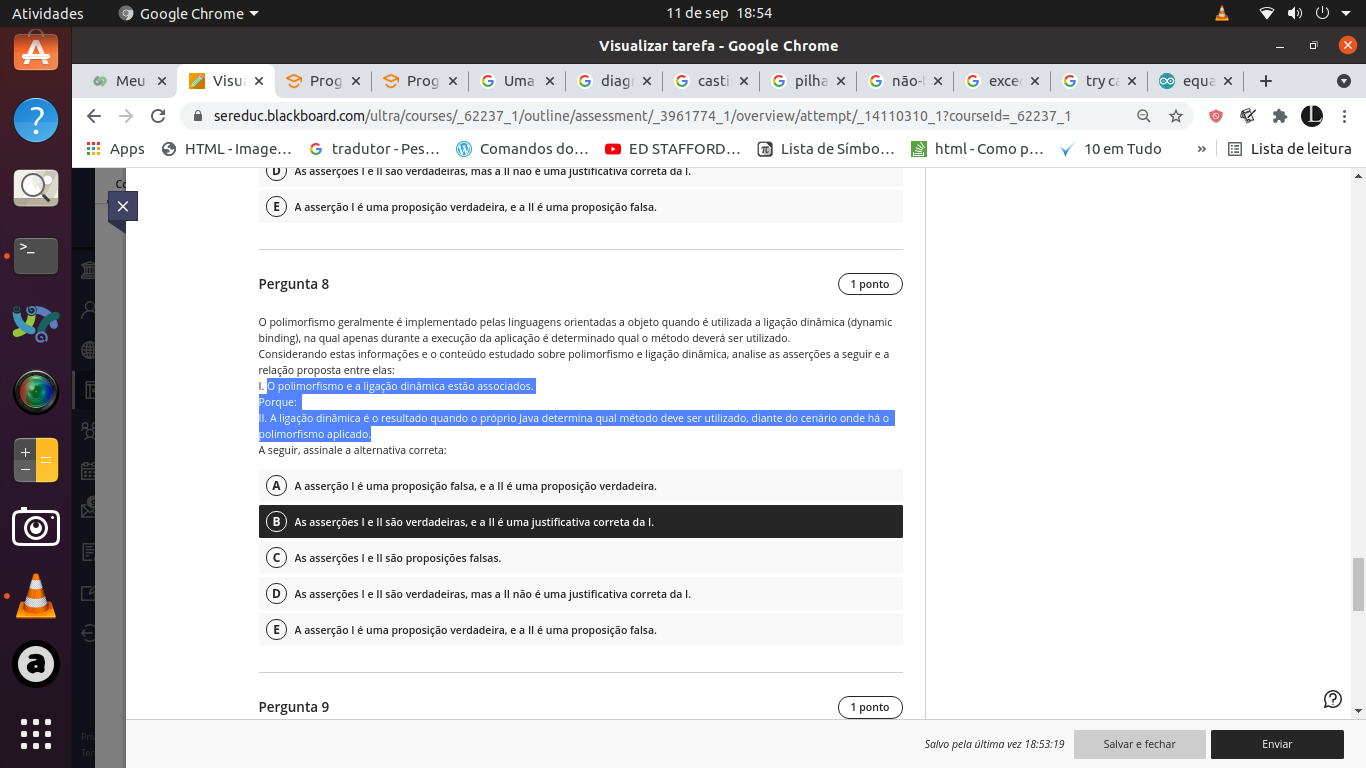 Atividades
Google Chrome
11 de sep 18:54
Visualizar tarefa - Google Chrome
Meu
Visua
Prog
Prog
Uma
diagr
casti
pilha
não-l
exce
try ca
equa
sereduc.blackboard.com/ultra/courses/_62237_1/outline/assessment/_3961774_1/overview/attempt/_14110310_1?courseId=_62237_1
Apps
HTML - Image…
tradutor - Pes…
Comandos do…
ED STAFFORD…
Lista de Símbo…
html - Como p…
10 em Tudo
»
Lista de leitura
D As asserções I e II são verdadeiras, mas a II não é uma justificativa correta da I.
E A asserção I é uma proposição verdadeira, e a II é uma proposição falsa.
Pergunta 8
1 ponto
O polimorfismo geralmente é implementado pelas linguagens orientadas a objeto quando é utilizada a ligação dinâmica (dynamic
binding), na qual apenas durante a execução da aplicação é determinado qual o método deverá ser utilizado.
Considerando estas informações e o conteúdo estudado sobre polimorfismo e ligação dinâmica, analise as asserções a seguir e a
relação proposta entre elas:
I. O polimorfismo e a ligação dinâmica estão associados.
Porque:
II. A ligação dinâmica é o resultado quando o próprio Java determina qual método deve ser utilizado, diante do cenário onde há o
polimorfismo aplicado.
A seguir, assinale a alternativa correta:
A A asserção I é uma proposição falsa, e a II é uma proposição verdadeira.
B As asserções I e II são verdadeiras, e a II é uma justificativa correta da I.
C As asserções I e II são proposições falsas.
D As asserções I e II são verdadeiras, mas a II não é uma justificativa correta da I.
E A asserção I é uma proposição verdadeira, e a II é uma proposição falsa.
Pergunta 9
1 ponto
Salvo pela última vez 18:53:19
Salvar e fechar
Enviar